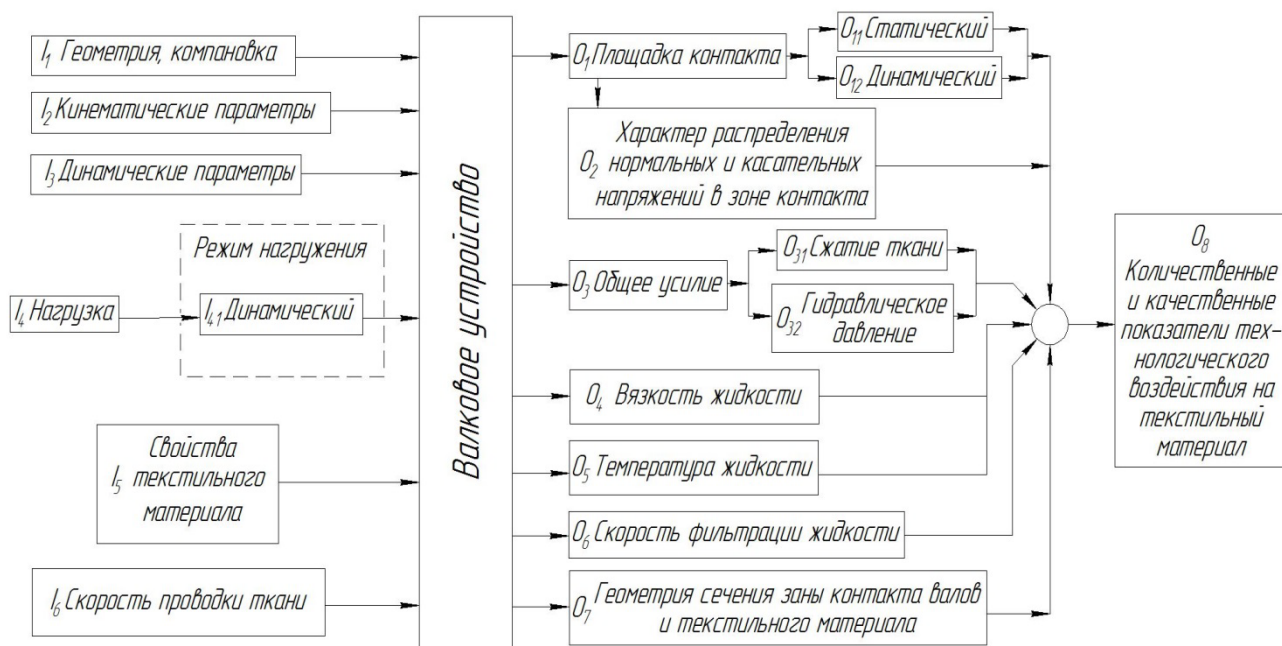 I₁ Геометрия, компановка
I₂ Кинематические параметры
I₃ Динамические параметры
Режим нагружения
I₄ Нагрузка
I₄₁ Динамический
Свойства
I₅ текстильного
материала
I₆ Скорость проводки ткани
Валковое устройство
O₁ Площадка контакта
O₁₁ Статический
O₁₂ Динамический
Характер распределения
O₂ нормальных и касательных
напряжений в зоне контакта
O₃ Общее усилие
O₃₁ Сжатие ткани
O₃₂ Гидравлическое
давление
O₄ Вязкость жидкости
O₅ Температура жидкости
O₆ Скорость фильтрации жидкости
O₇ Геометрия сечения заны контакта валов
и текстильного материала
O₈
Количественные
и качественные
показатели тех-
нологического
воздействия на
текстильный
материал